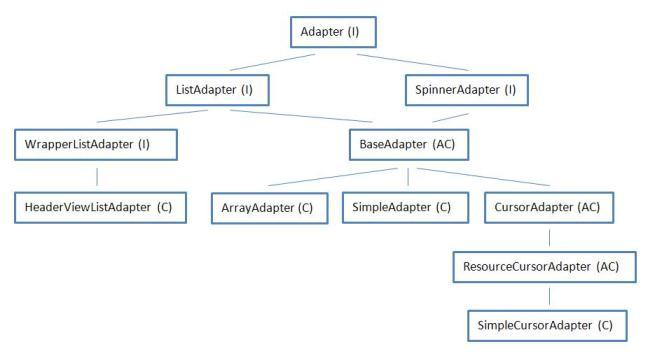 Adapter (I)
ListAdapter (I)
SpinnerAdapter (I)
WrapperListAdapter (I)
BaseAdapter (AC)
HeaderViewListAdapter (C)
ArrayAdapter (C)
SimpleAdapter (C)
CursorAdapter (AC)
ResourceCursorAdapter (AC)
SimpleCursorAdapter (C)